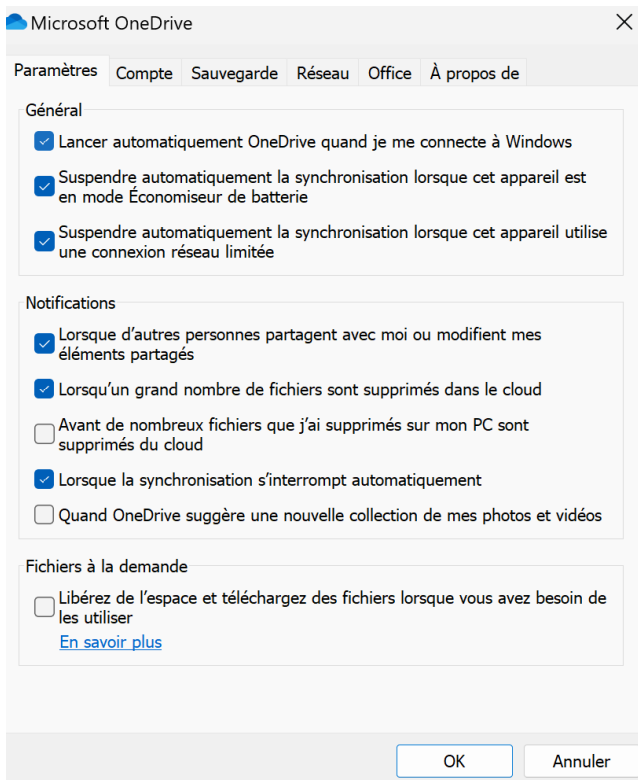 Microsoft OneDrive
Paramètres Compte Sauvegarde Réseau Office À propos de
Général
Lancer automatiquement OneDrive quand je me connecte à Windows
Suspendre automatiquement la synchronisation lorsque cet appareil est
en mode Économiseur de batterie
Suspendre automatiquement la synchronisation lorsque cet appareil utilise
une connexion réseau limitée
Notifications
Lorsque d’autres personnes partagent avec moi ou modifient mes
éléments partagés
Lorsqu’un grand nombre de fichiers sont supprimés dans le cloud
Avant de nombreux fichiers que j’ai supprimés sur mon PC sont
supprimés du cloud
Lorsque la synchronisation s’interrompt automatiquement
Quand OneDrive suggère une nouvelle collection de mes photos et vidéos
Fichiers à la demande
Libérez de l’espace et téléchargez des fichiers lorsque vous avez besoin de
les utiliser
En savoir plus
OK Annuler